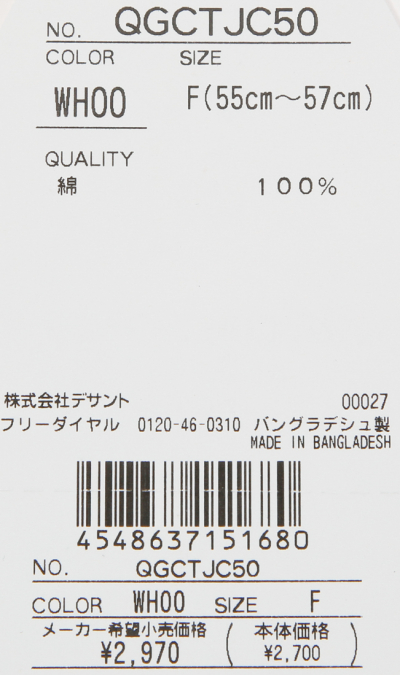 NO. QGCTJC50
COLOR SIZE
WH00 F(55cm～57cm)
QUALITY
綿 100%
株式会社デサント 00027
フリーダイヤル 0120-46-0310 バングラデシュ製
MADE IN BANGLADESH
4548637151680
NO. QGCTJC50
COLOR WH00 SIZE F
メーカー希望小売価格 ( 本体価格 )
¥2,970 ¥2,700